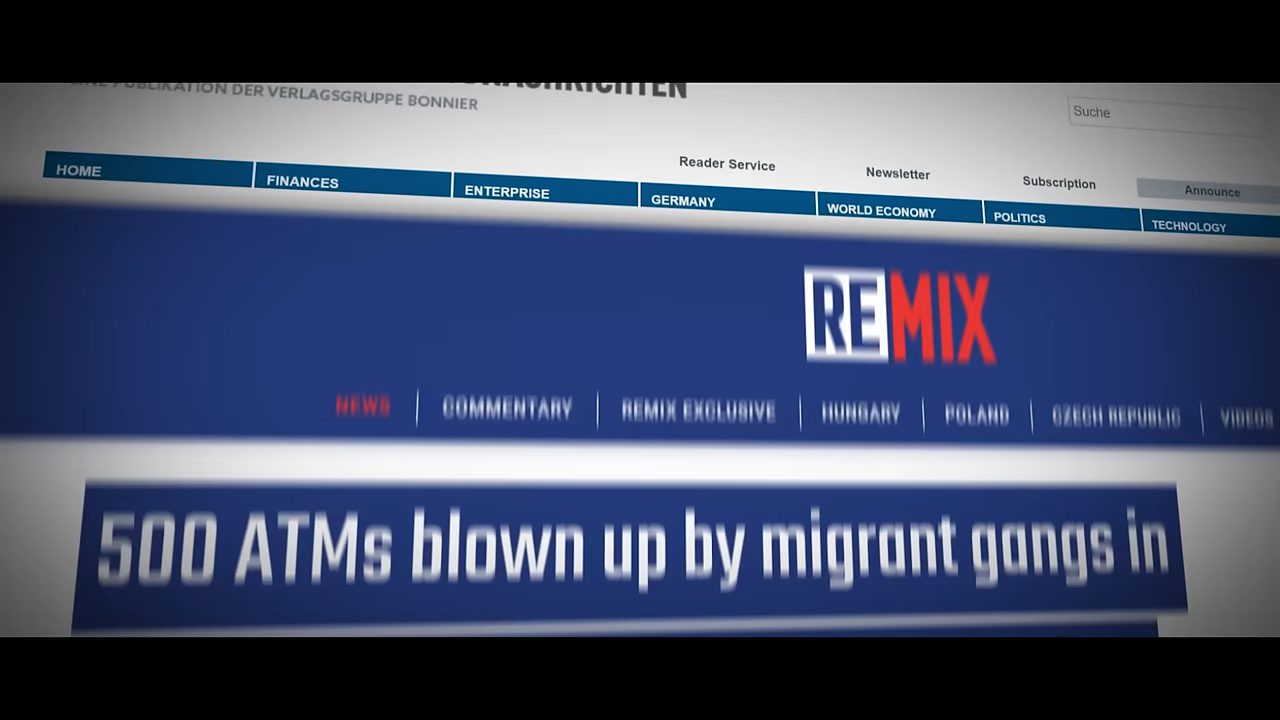 EINE PUBLIKATION DER VERLAGSGRUPPE BONNIER
Suche
Reader Service
Newsletter
Subscription
Announce
HOME
FINANCES
ENTERPRISE
GERMANY
WORLD ECONOMY
POLITICS
TECHNOLOGY
REMIX
NEWS
COMMENTARY
REMIX EXCLUSIVE
HUNGARY
POLAND
CZECH REPUBLIC
VIDEOS
500 ATMs blown up by migrant gangs in